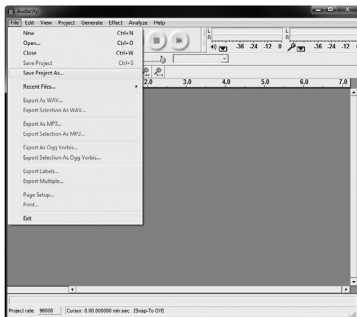 Audacity
File Edit View Project Generate Effect Analyze Help
New Ctrl+N
Open... Ctrl+O
Close Ctrl+W
Save Project Ctrl+S
Save Project As...
Recent Files...
Export As WAV...
Export Selection As WAV...
Export As MP3...
Export Selection As MP3...
Export As Ogg Vorbis...
Export Selection As Ogg Vorbis...
Export Labels...
Export Multiple...
Page Setup...
Print...
Exit
L
R
-36 -24 -12 0
L
R
-36 -24 -12
2.0 3.0 4.0 5.0 6.0 7.0
Project rate: 96000 Cursor: 0:00.000000 min:sec [Snap-To Off]